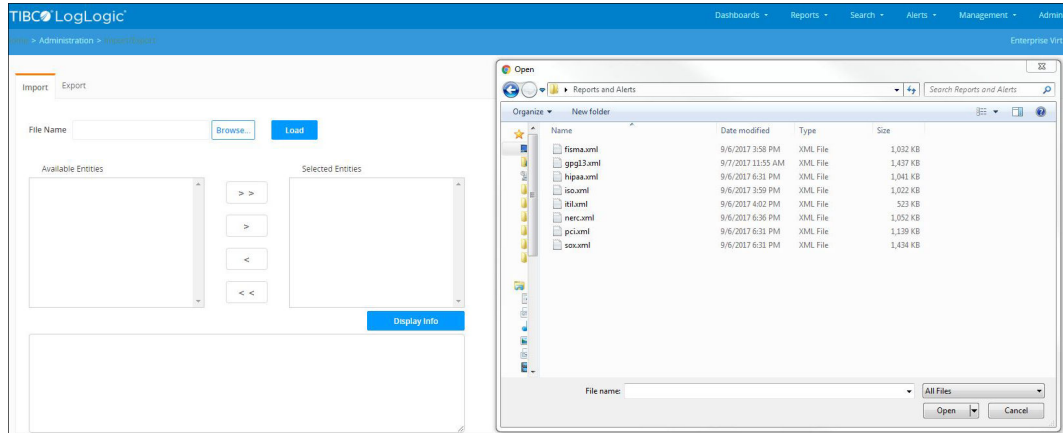 TIBCO LogLogic®
Dashboards Reports Search Alerts Management Admin
> Administration >
Enterprise Virt
Import Export
File Name Browse... Load
Available Entities
Selected Entities
> >
>
<
< <
Display Info
Open
Reports and Alerts
Search Reports and Alerts
Organize New folder
Name Date modified Type Size
fisma.xml 9/6/2017 3:58 PM XML File 1,032 KB
gpg13.xml 9/7/2017 11:55 AM XML File 1,437 KB
hipaa.xml 9/6/2017 6:31 PM XML File 1,041 KB
iso.xml 9/6/2017 3:59 PM XML File 1,022 KB
itil.xml 9/6/2017 4:02 PM XML File 523 KB
nerc.xml 9/6/2017 6:36 PM XML File 1,052 KB
pci.xml 9/6/2017 6:31 PM XML File 1,139 KB
sox.xml 9/6/2017 6:31 PM XML File 1,434 KB
File name:
All Files
Open Cancel